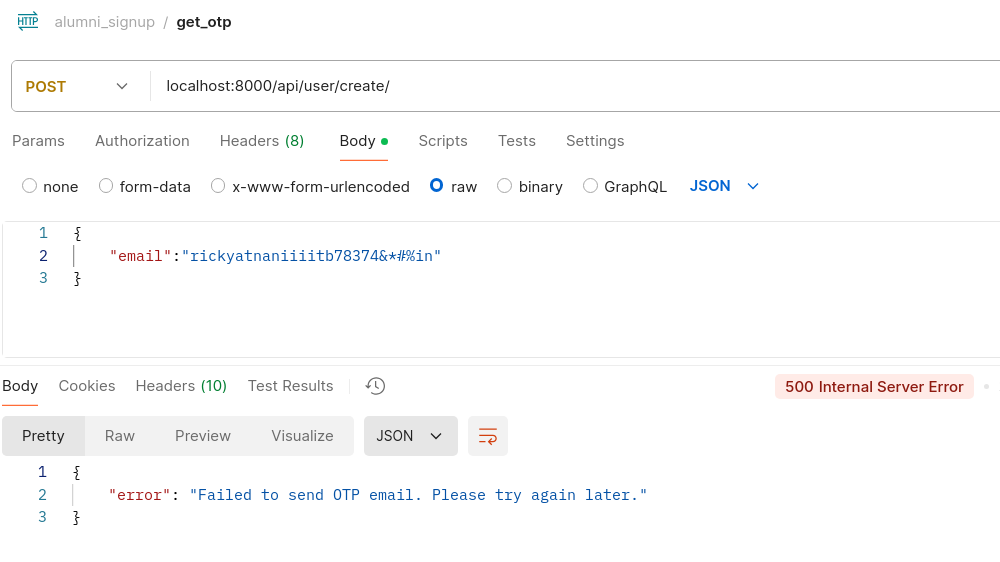 HTTP alumni_signup / get_otp
POST localhost:8000/api/user/create/
Params Authorization Headers (8) Body Scripts Tests Settings
none form-data x-www-form-urlencoded raw binary GraphQL JSON
1 {
2 "email":"rickyatnaniiiitb78374&*#%in"
3 }
Body Cookies Headers (10) Test Results 500 Internal Server Error
Pretty Raw Preview Visualize JSON
1 {
2 "error": "Failed to send OTP email. Please try again later."
3 }